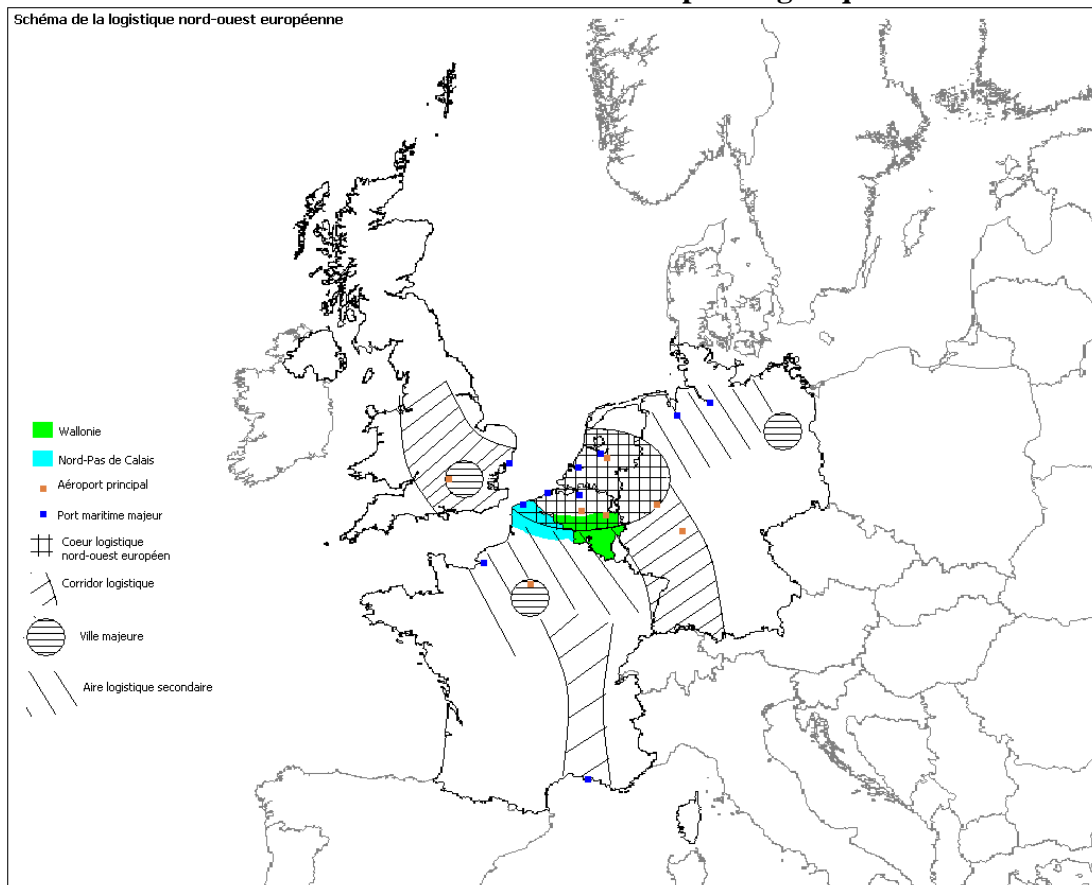 Schéma de la logistique nord-ouest européenne
Wallonie
Nord-Pas de Calais
Aéroport principal
Port maritime majeur
Coeur logistique
nord-ouest européen
Corridor logistique
Ville majeure
Aire logistique secondaire